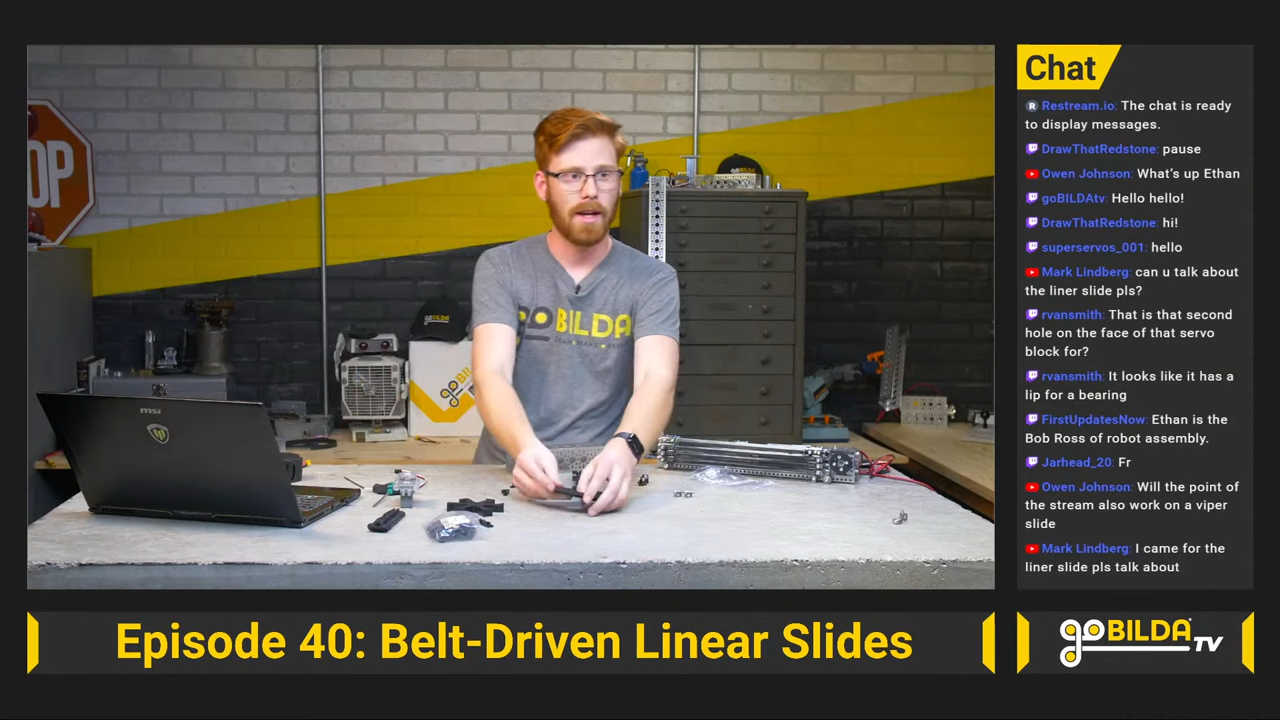 Chat
Restream.io: The chat is ready
to display messages.
DrawThatRedstone: pause
Owen Johnson: What's up Ethan
goBILDAtv: Hello hello!
DrawThatRedstone: hi!
superservos_001: hello
Mark Lindberg: can u talk about
the liner slide pls?
rvansmith: That is that second
hole on the face of that servo
block for?
rvansmith: It looks like it has a
lip for a bearing
FirstUpdatesNow: Ethan is the
Bob Ross of robot assembly.
Jarhead_20: Fr
Owen Johnson: Will the point of
the stream also work on a viper
slide
Mark Lindberg: I came for the
liner slide pls talk about
OP
goBILDA
goBILDA
msi
Episode 40: Belt-Driven Linear Slides
goBILDA TV